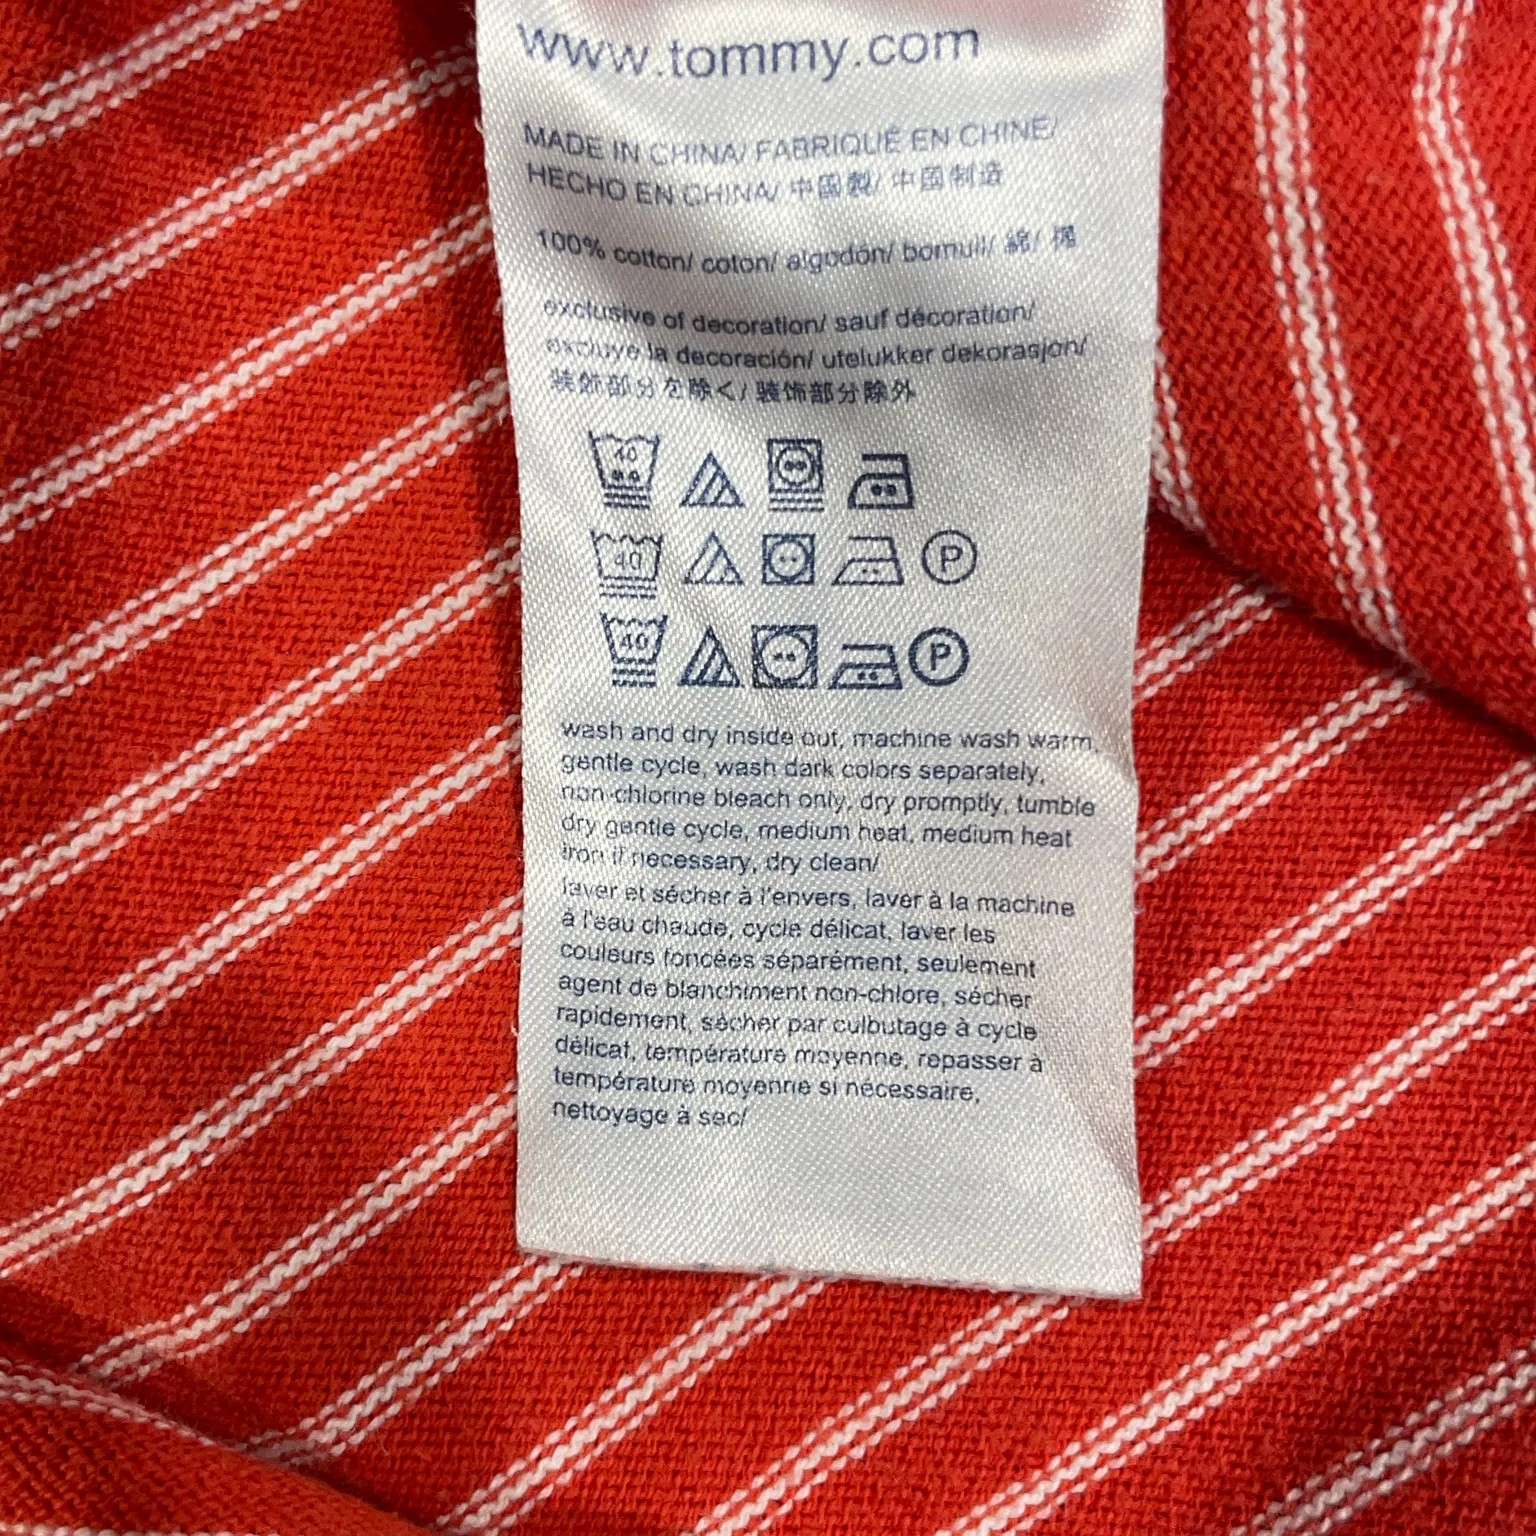 www.tommy.com
MADE IN CHINA/ FABRIQUÉ EN CHINE/
HECHO EN CHINA/ 中国製/ 中国制造
100% cotton/ coton/ algodón/ bomull/ 綿/ 棉
exclusive of decoration/ sauf décoration/
excluye la decoración/ utelukker dekorasjon/
装飾部分を除く/ 装饰部分除外
40
40 P
40 P
wash and dry inside out, machine wash warm,
gentle cycle, wash dark colors separately,
non-chlorine bleach only, dry promptly, tumble
dry gentle cycle, medium heat, medium heat
iron if necessary, dry clean/
laver et sécher à l'envers, laver à la machine
à l'eau chaude, cycle délicat, laver les
couleurs foncées séparément, seulement
agent de blanchiment non-chlore, sécher
rapidement, sécher par culbutage à cycle
délicat, température moyenne, repasser à
température moyenne si nécessaire,
nettoyage à sec/